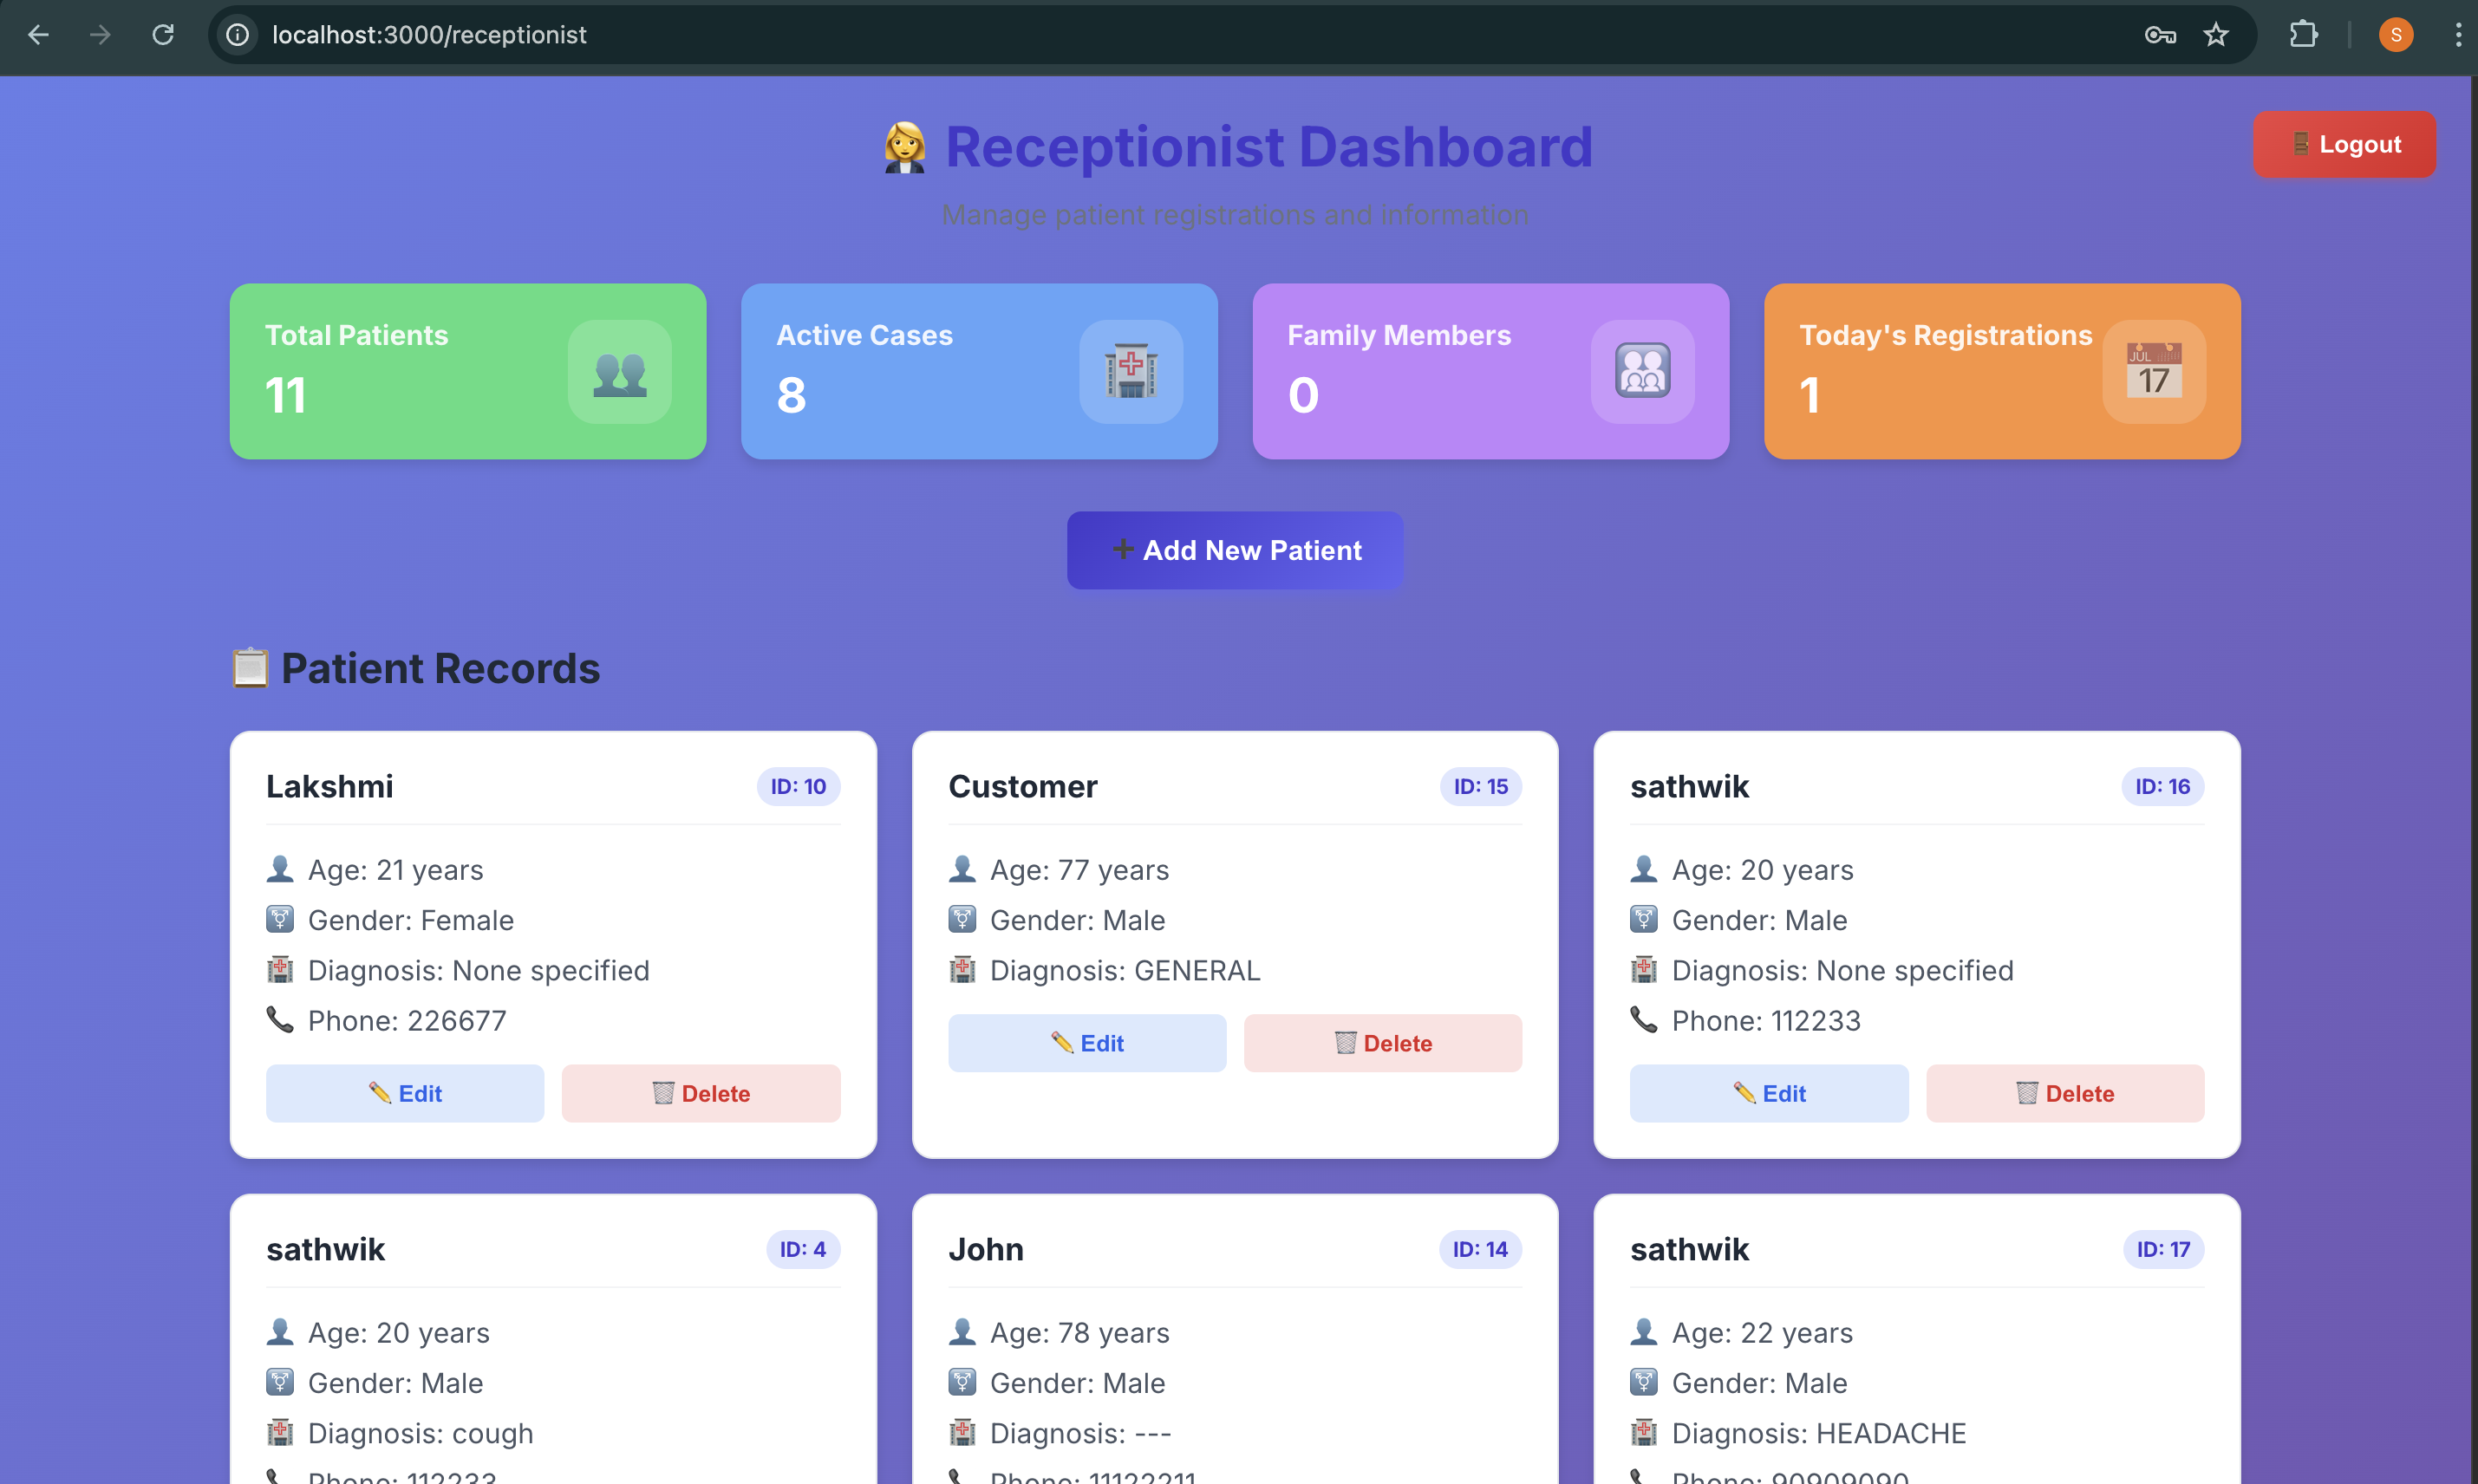 localhost:3000/receptionist
S
Receptionist Dashboard
Logout
Manage patient registrations and information
Total Patients
11
Active Cases
8
Family Members
0
Today's Registrations
1
JUL
17
Add New Patient
Patient Records
Lakshmi
ID: 10
Age: 21 years
Gender: Female
Diagnosis: None specified
Phone: 226677
Edit
Delete
Customer
ID: 15
Age: 77 years
Gender: Male
Diagnosis: GENERAL
Edit
Delete
sathwik
ID: 16
Age: 20 years
Gender: Male
Diagnosis: None specified
Phone: 112233
Edit
Delete
sathwik
ID: 4
Age: 20 years
Gender: Male
Diagnosis: cough
Phone: 112233
John
ID: 14
Age: 78 years
Gender: Male
Diagnosis: ---
Phone: 11122211
sathwik
ID: 17
Age: 22 years
Gender: Male
Diagnosis: HEADACHE
Phone: 90909090